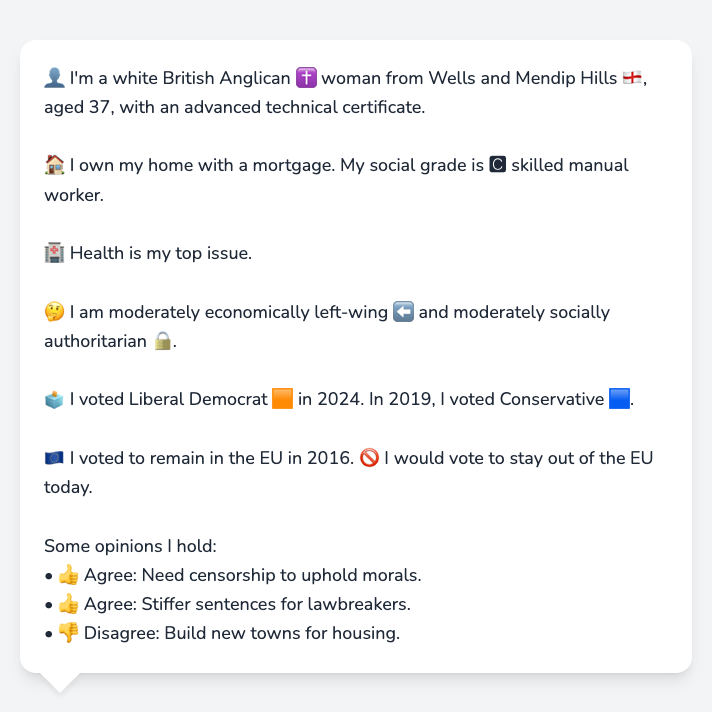 👤 I'm a white British Anglican ✝️ woman from Wells and Mendip Hills 🏴󠁧󠁢󠁥󠁮󠁧󠁿,
aged 37, with an advanced technical certificate.
🏠 I own my home with a mortgage. My social grade is 🅲 skilled manual
worker.
🏥 Health is my top issue.
🤔 I am moderately economically left-wing ⬅️ and moderately socially
authoritarian 🔒.
🗳️ I voted Liberal Democrat 🟧 in 2024. In 2019, I voted Conservative 🟦.
🇪🇺 I voted to remain in the EU in 2016. 🚫 I would vote to stay out of the EU
today.
Some opinions I hold:
• 👍 Agree: Need censorship to uphold morals.
• 👍 Agree: Stiffer sentences for lawbreakers.
• 👎 Disagree: Build new towns for housing.